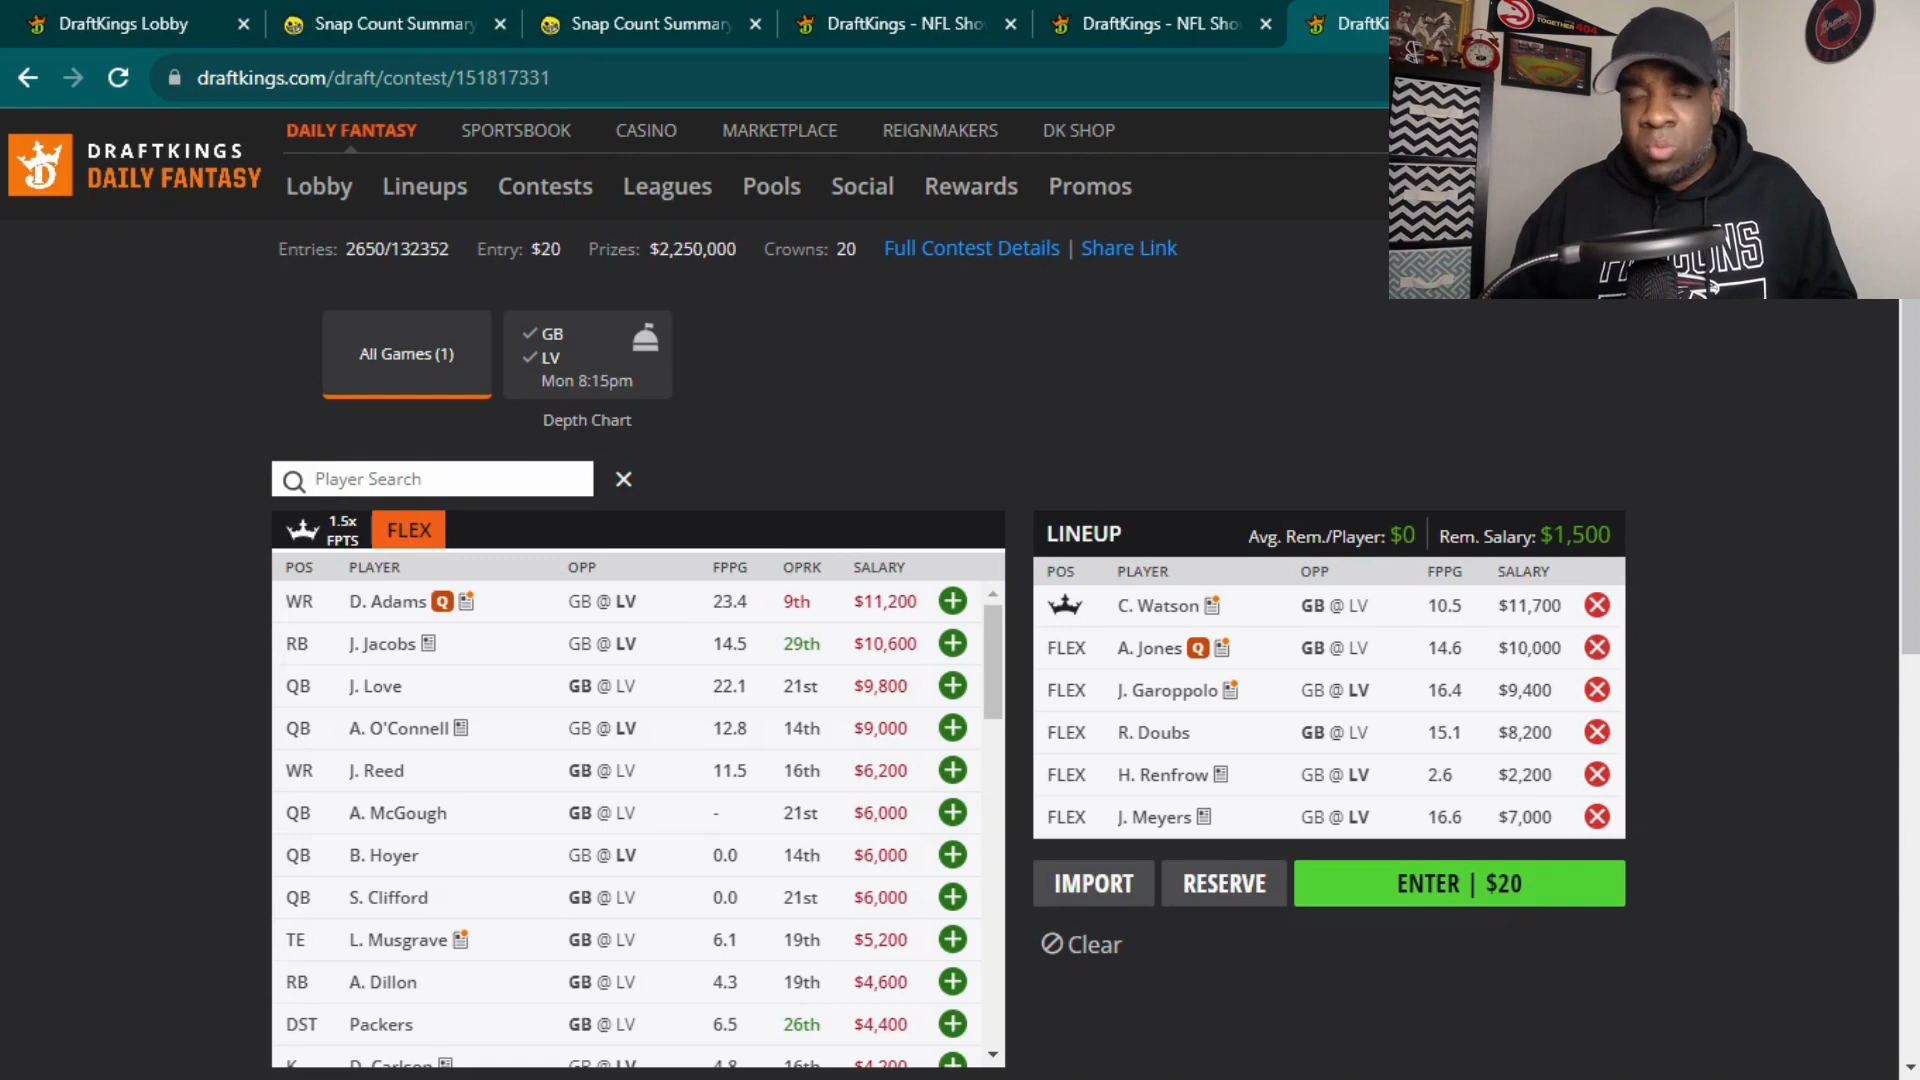 DraftKings Lobby
Snap Count Summary
Snap Count Summary
DraftKings - NFL Sho
DraftKings - NFL Sho
DraftKi
draftkings.com/draft/contest/151817331
DRAFTKINGS
DAILY FANTASY
DAILY FANTASY SPORTSBOOK CASINO MARKETPLACE REIGNMAKERS DK SHOP
Lobby Lineups Contests Leagues Pools Social Rewards Promos
Entries: 2650/132352 Entry: $20 Prizes: $2,250,000 Crowns: 20 Full Contest Details | Share Link
All Games (1)
GB
LV
Mon 8:15pm
Depth Chart
Player Search
1.5x
FPTS
FLEX
POS PLAYER OPP FPPG OPRK SALARY
WR D. Adams Q GB @ LV 23.4 9th $11,200
RB J. Jacobs GB @ LV 14.5 29th $10,600
QB J. Love GB @ LV 22.1 21st $9,800
QB A. O'Connell GB @ LV 12.8 14th $9,000
WR J. Reed GB @ LV 11.5 16th $6,200
QB A. McGough GB @ LV - 21st $6,000
QB B. Hoyer GB @ LV 0.0 14th $6,000
QB S. Clifford GB @ LV 0.0 21st $6,000
TE L. Musgrave GB @ LV 6.1 19th $5,200
RB A. Dillon GB @ LV 4.3 19th $4,600
DST Packers GB @ LV 6.5 26th $4,400
K D. Carlson GB @ LV 4.8 16th $4,200
LINEUP Avg. Rem./Player: $0 Rem. Salary: $1,500
POS PLAYER OPP FPPG SALARY
C. Watson GB @ LV 10.5 $11,700
FLEX A. Jones Q GB @ LV 14.6 $10,000
FLEX J. Garoppolo GB @ LV 16.4 $9,400
FLEX R. Doubs GB @ LV 15.1 $8,200
FLEX H. Renfrow GB @ LV 2.6 $2,200
FLEX J. Meyers GB @ LV 16.6 $7,000
IMPORT RESERVE ENTER | $20
Clear